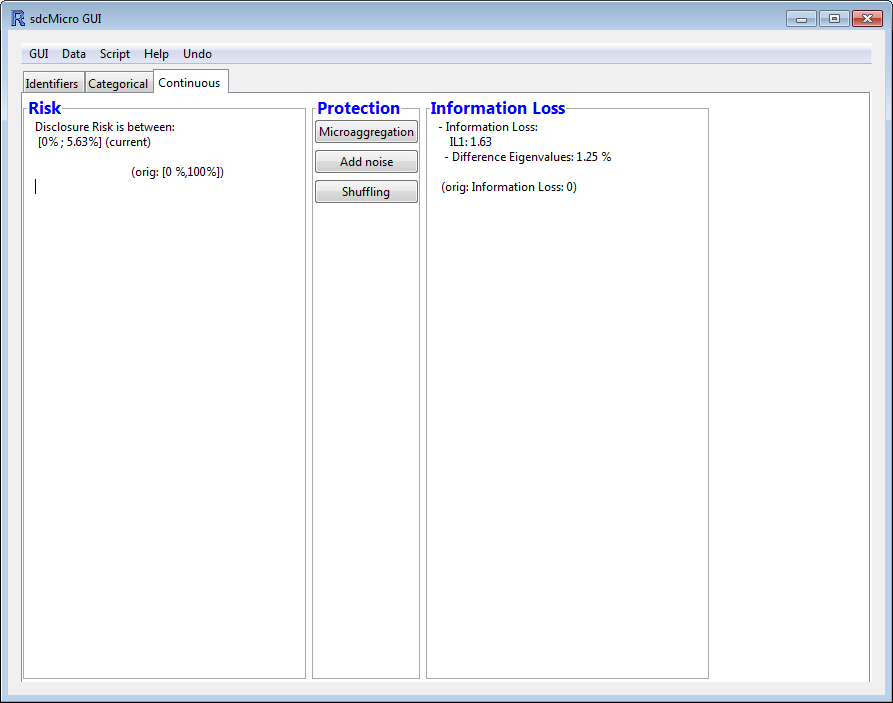 sdcMicro GUI
GUI Data Script Help Undo
Identifiers Categorical Continuous
Risk
Disclosure Risk is between:
[0% ; 5.63%] (current)
(orig: [0 %,100%])
Protection
Microaggregation
Add noise
Shuffling
Information Loss
- Information Loss:
IL1: 1.63
- Difference Eigenvalues: 1.25 %
(orig: Information Loss: 0)